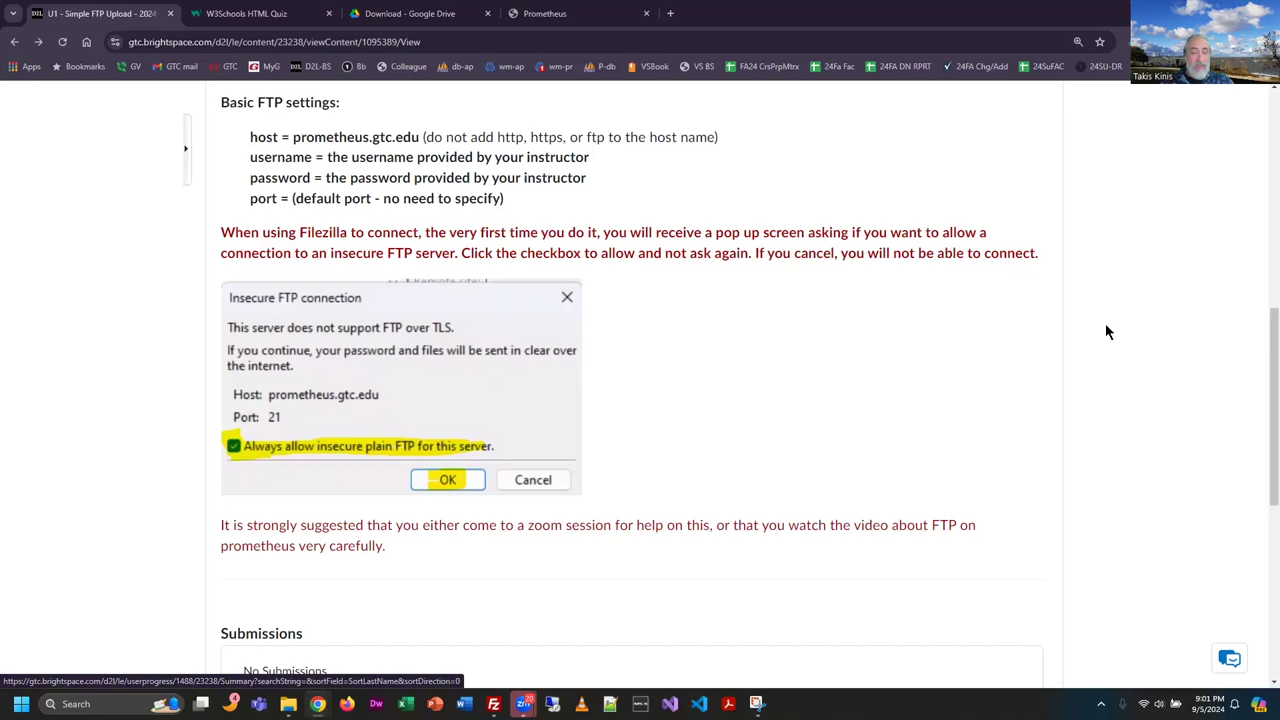 U1 - Simple FTP Upload - 2024
W3Schools HTML Quiz
Download - Google Drive
Prometheus
gtc.brightspace.com/d2l/le/content/23238/viewContent/1095389/View
Apps
Bookmarks
GV
GTC mail
GTC
MyG
D2L-BS
Bb
Colleague
db-ap
wm-ap
wm-pr
P-db
VSBook
VS BS
FA24 CrsPrpMtrx
24Fa Fac
24FA DN RPRT
24FA Chg/Add
24SuFAC
24SU-DR
Takis Kinis
Basic FTP settings:
host = prometheus.gtc.edu (do not add http, https, or ftp to the host name)
username = the username provided by your instructor
password = the password provided by your instructor
port = (default port - no need to specify)
When using Filezilla to connect, the very first time you do it, you will receive a pop up screen asking if you want to allow a
connection to an insecure FTP server. Click the checkbox to allow and not ask again. If you cancel, you will not be able to connect.
Insecure FTP connection
This server does not support FTP over TLS.
If you continue, your password and files will be sent in clear over
the internet.
Host: prometheus.gtc.edu
Port: 21
Always allow insecure plain FTP for this server.
OK
Cancel
It is strongly suggested that you either come to a zoom session for help on this, or that you watch the video about FTP on
prometheus very carefully.
Submissions
No Submissions
https://gtc.brightspace.com/d2l/le/userprogress/1488/23238/Summary?searchString=&sortField=SortLastName&sortDirection=0
Search
9:01 PM
9/5/2024